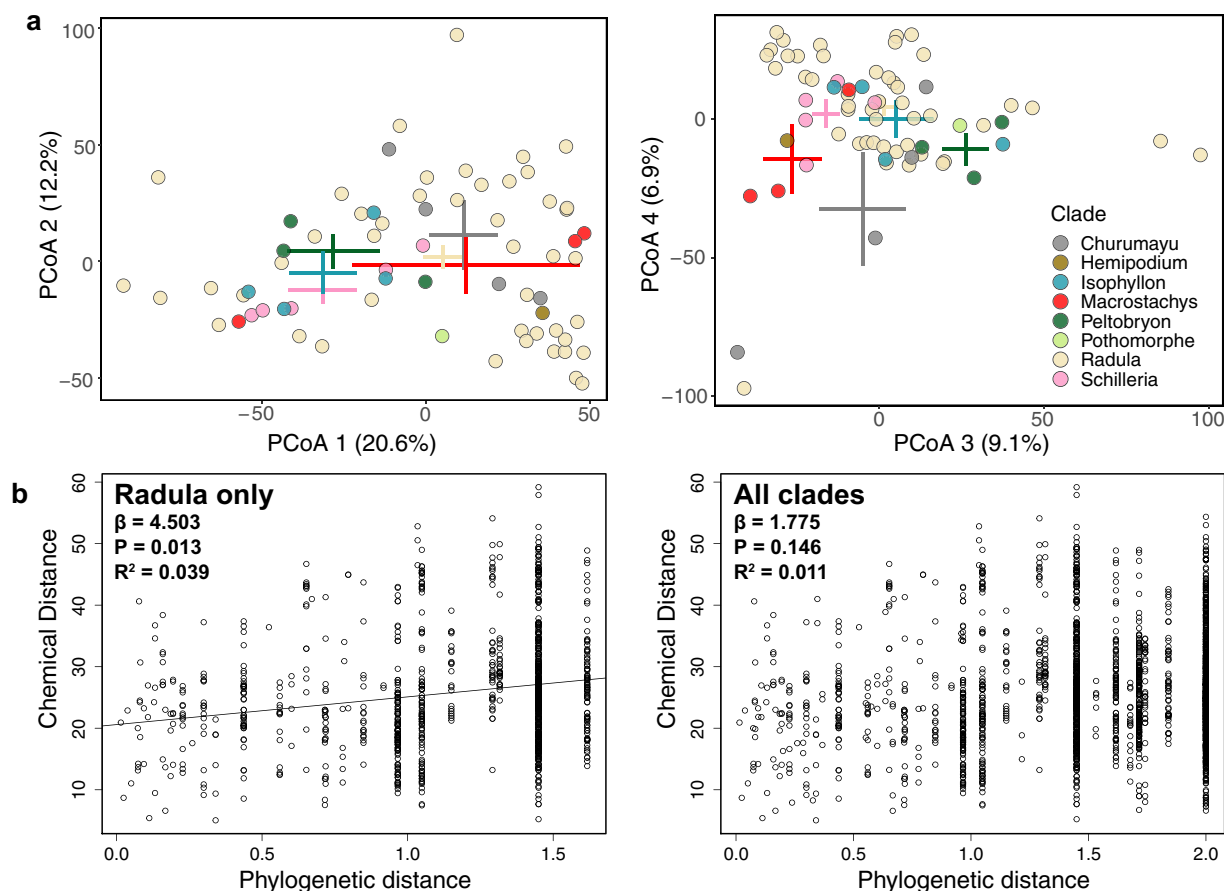 a
100
50
0
−50
PCoA 2 (12.2%)
−50
0
50
PCoA 1 (20.6%)
0
−50
−100
PCoA 4 (6.9%)
0
50
100
PCoA 3 (9.1%)
Clade
Churumayu
Hemipodium
Isophyllon
Macrostachys
Peltobryon
Pothomorphe
Radula
Schilleria
b
Radula only
β = 4.503
P = 0.013
R² = 0.039
60
50
40
30
20
10
Chemical Distance
0.0
0.5
1.0
1.5
Phylogenetic distance
All clades
β = 1.775
P = 0.146
R² = 0.011
60
50
40
30
20
10
Chemical Distance
0.0
0.5
1.0
1.5
2.0
Phylogenetic distance